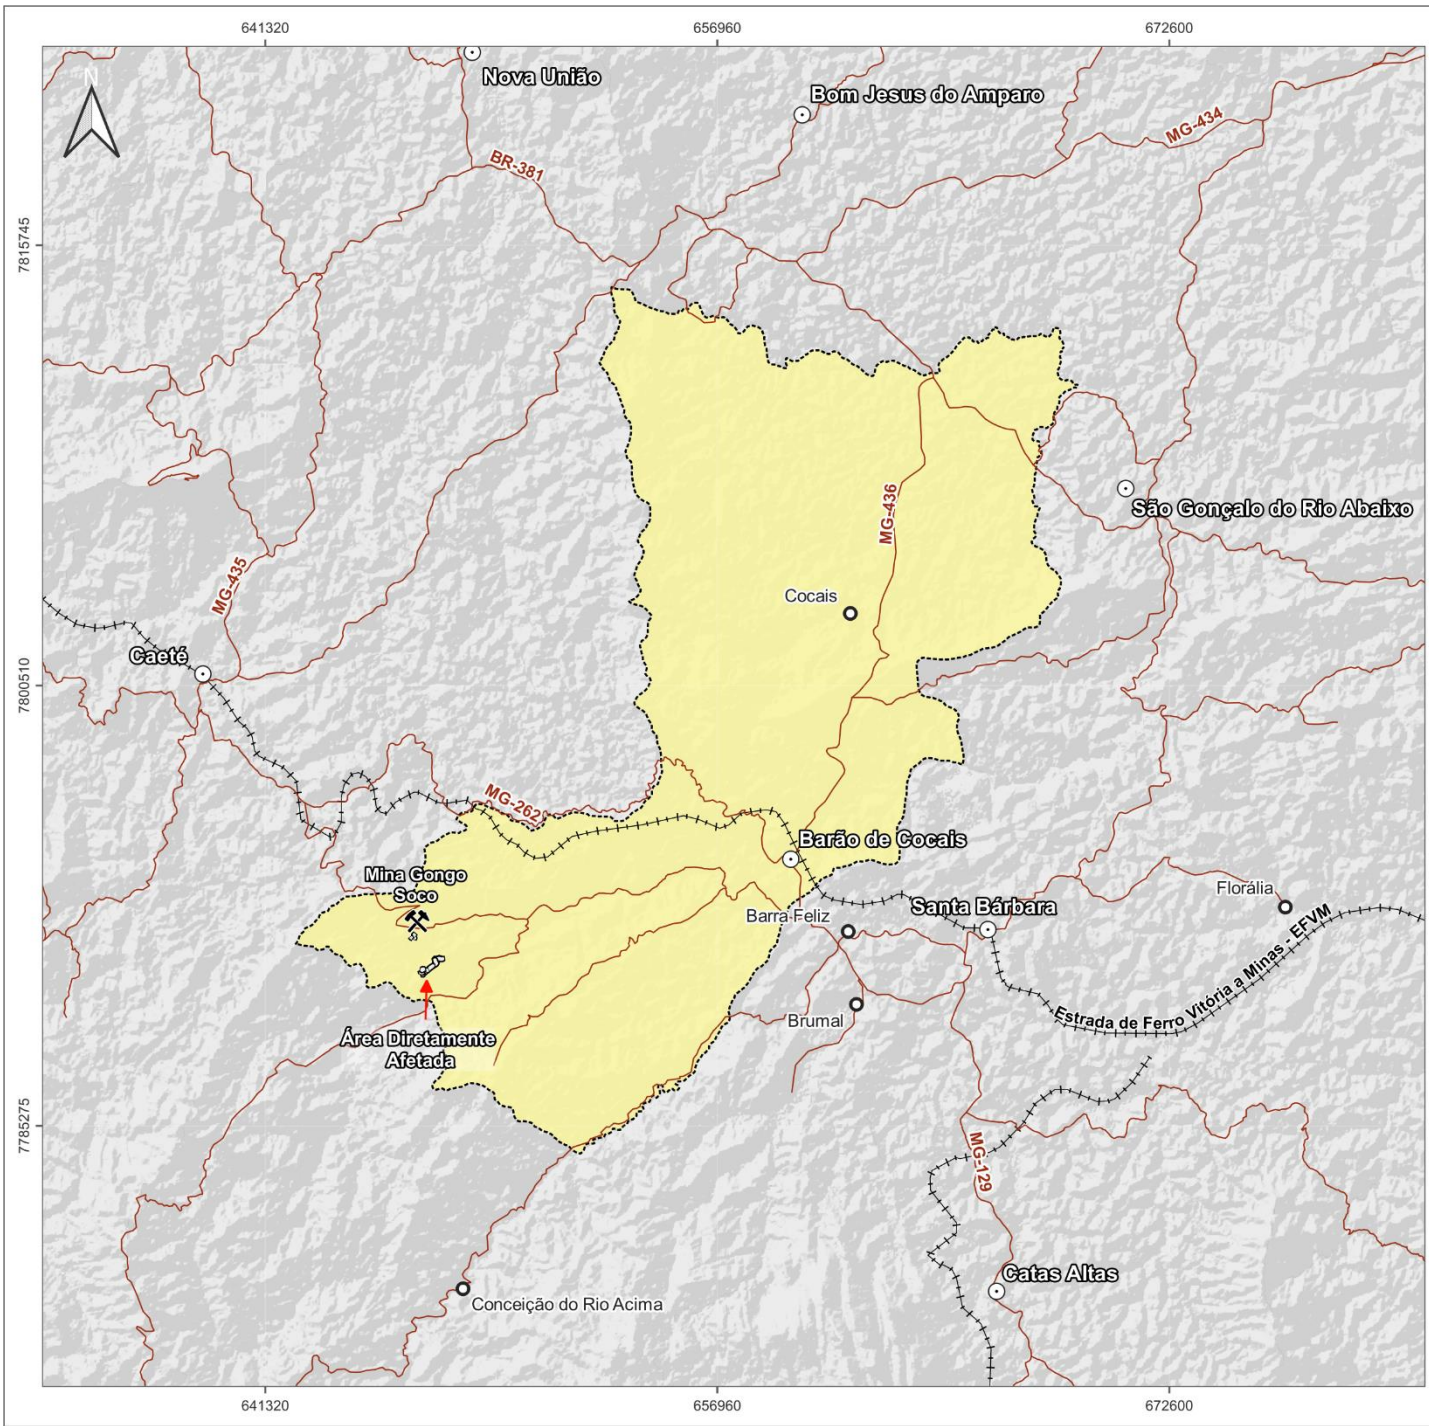 641320
656960
672600
N
Nova União
Bom Jesus do Amparo
MG-434
BR-381
7815745
MG-436
São Gonçalo do Rio Abaixo
MG-435
Cocais
Caeté
7800510
MG-262
Barão de Cocais
Mina Gongo
Soco
Florália
Santa Bárbara
Barra Feliz
Estrada de Ferro Vitória a Minas - EFVM
Brumal
Área Diretamente
Afetada
7785275
MG-129
Catas Altas
Conceição do Rio Acima
641320
656960
672600